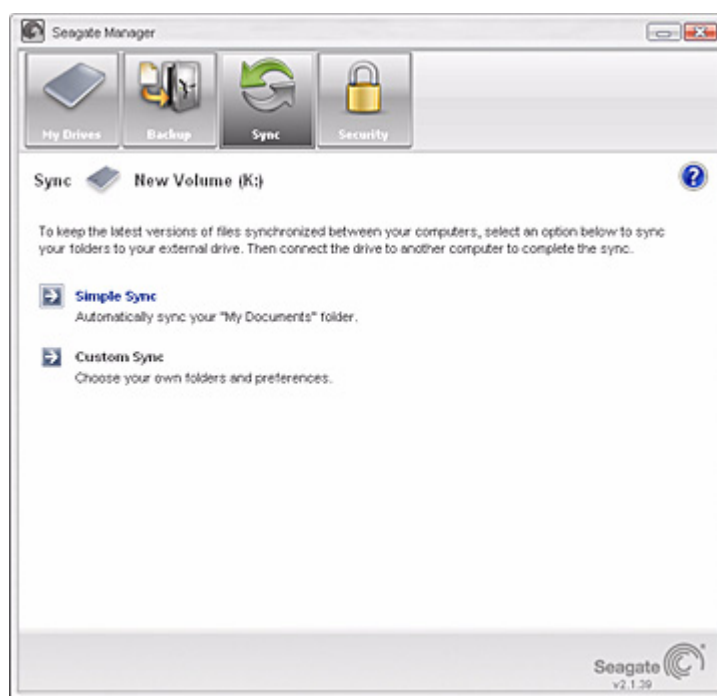 Seagate Manager
My Drives Backup Sync Security
Sync New Volume (K:)
To keep the latest versions of files synchronized between your computers, select an option below to sync
your folders to your external drive. Then connect the drive to another computer to complete the sync.
Simple Sync
Automatically sync your "My Documents" folder.
Custom Sync
Choose your own folders and preferences.
Seagate
v2.1.39